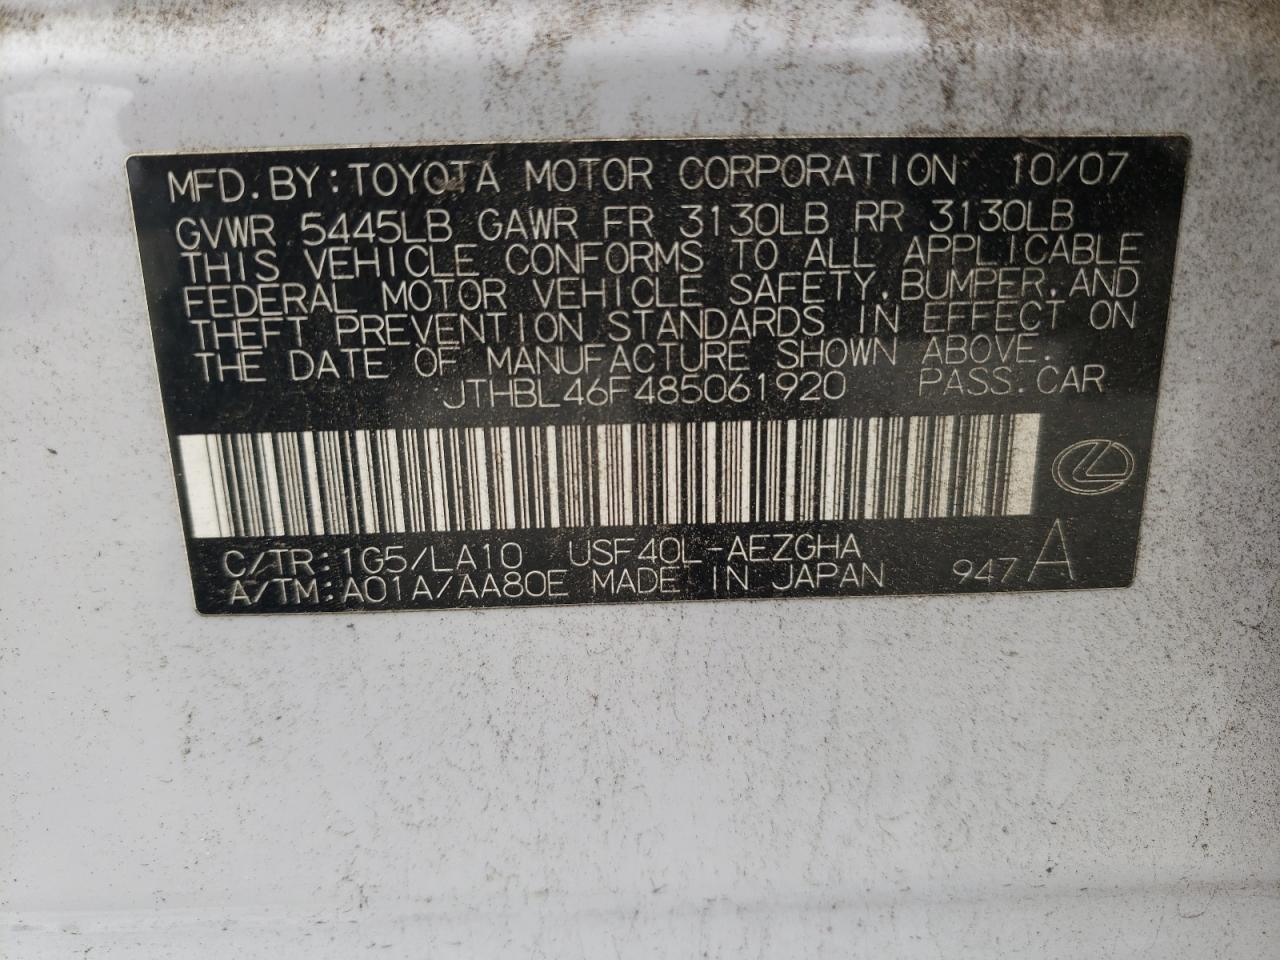 MFD. BY: TOYOTA MOTOR CORPORATION 10/07
GVWR 5445LB GAWR FR 3130LB RR 3130LB
THIS VEHICLE CONFORMS TO ALL APPLICABLE
FEDERAL MOTOR VEHICLE SAFETY, BUMPER, AND
THEFT PREVENTION STANDARDS IN EFFECT ON
THE DATE OF MANUFACTURE SHOWN ABOVE.
JTHBL46F485061920 PASS. CAR
C/TR: 1G5/LA10 USF40L-AEZGHA
A/TM: A01A/AA80E MADE IN JAPAN 947 A